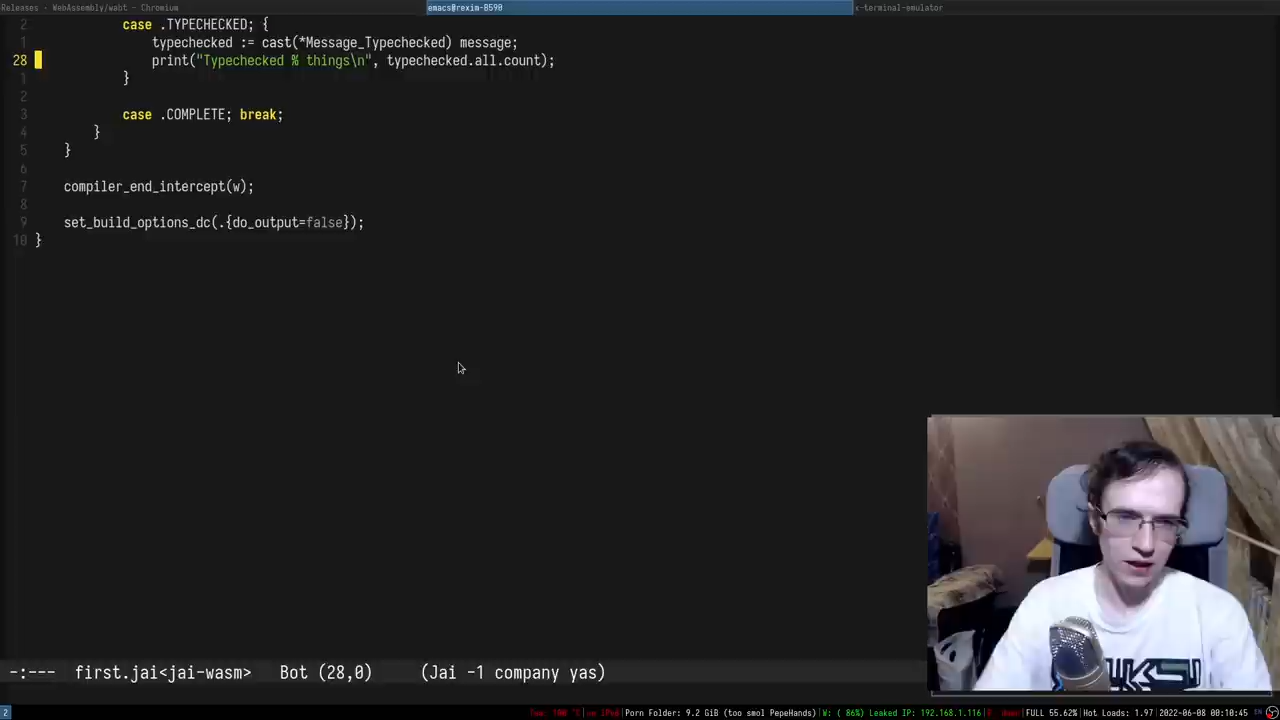 Releases · WebAssembly/wabt - Chromium
emacs@rexim-B590
x-terminal-emulator
2 case .TYPECHECKED; {
1 typechecked := cast(*Message_Typechecked) message;
28 print("Typechecked % things\n", typechecked.all.count);
1 }
2
3 case .COMPLETE; break;
4 }
5 }
6
7 compiler_end_intercept(w);
8
9 set_build_options_dc(.{do_output=false});
10 }
-:--- first.jai<jai-wasm> Bot (28,0) (Jai -1 company yas)
2
Porn Folder: 9.2 GiB (too smol PepeHands)|W: ( 86%) Leaked IP: 192.168.1.116|E: down|FULL 55.62%|Hot Loads: 1.97|2022-06-08 00:10:45 EN